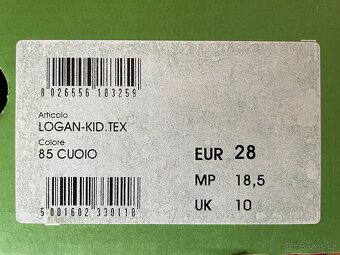 8 026556 183259
Articolo
LOGAN-KID.TEX
Colore
85 CUOIO
EUR 28
MP 18,5
UK 10
5 001602 330118